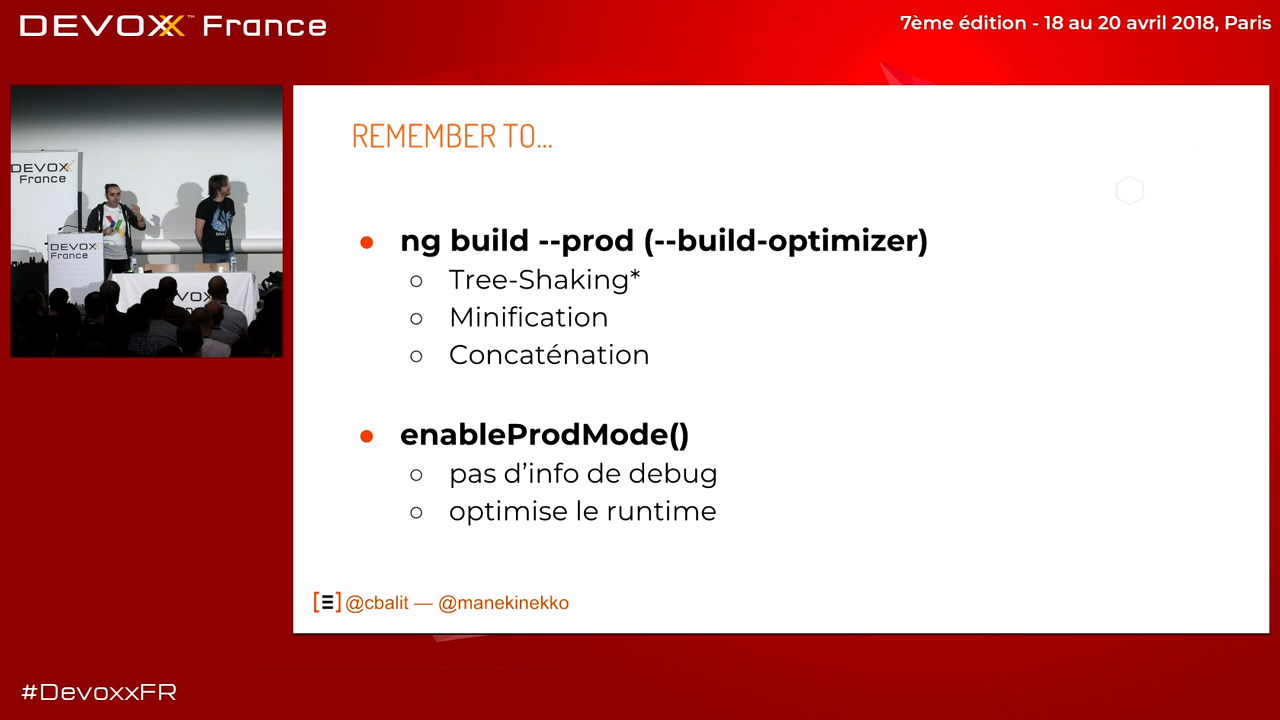 DEVOXX™ France
7ème édition - 18 au 20 avril 2018, Paris
DEVOXX
France
DEVOXX
France
REMEMBER TO...
● ng build --prod (--build-optimizer)
○ Tree-Shaking*
○ Minification
○ Concaténation
● enableProdMode()
○ pas d'info de debug
○ optimise le runtime
[Ξ] @cbalit — @manekinekko
#DevoxxFR